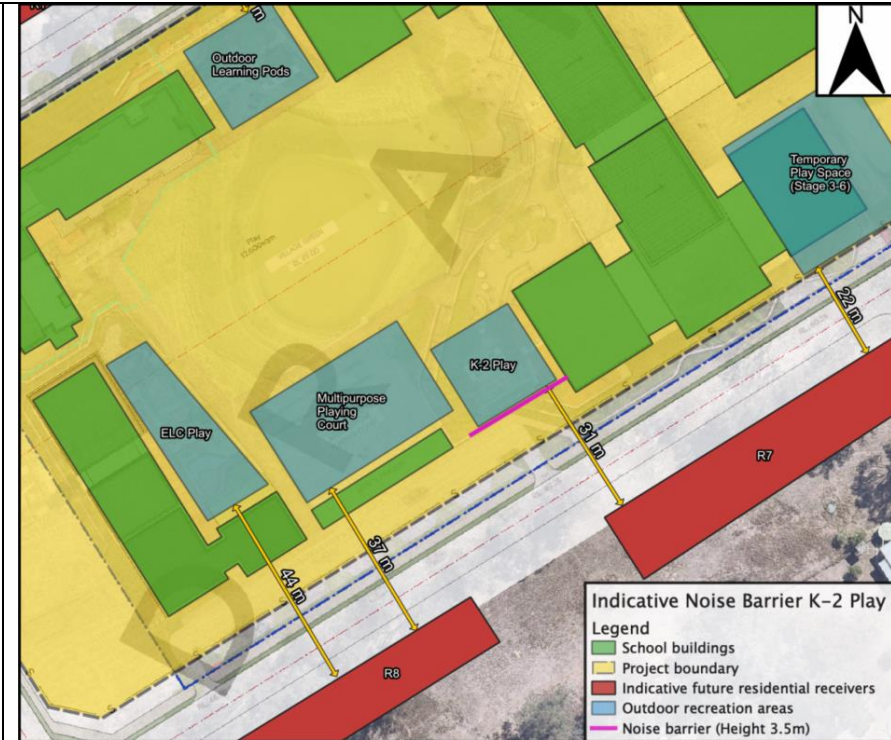 m
N
Outdoor
Learning Pods
Temporary
Play Space
(Stage 3-6)
22 m
K-2 Play
Multipurpose
Playing
Court
ELC Play
31 m
R7
37 m
44 m
R8
D R A
Indicative Noise Barrier K-2 Play
Legend
School buildings
Project boundary
Indicative future residential receivers
Outdoor recreation areas
Noise barrier (Height 3.5m)